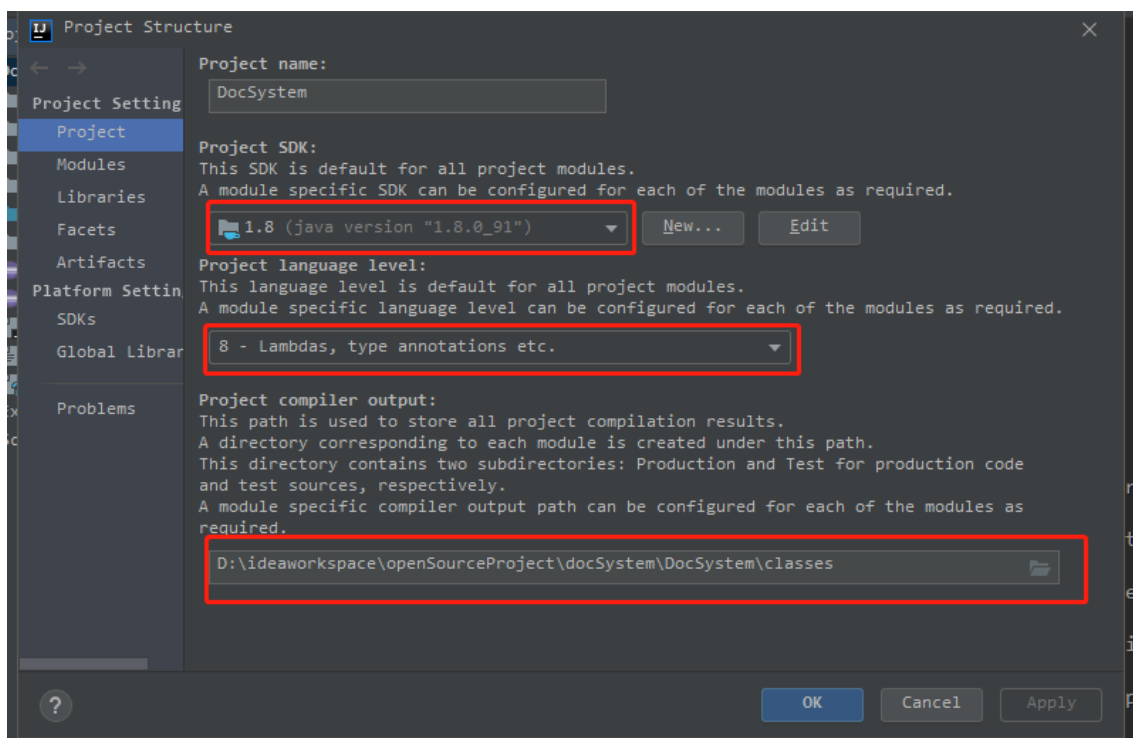 Project Structure
Project name:
DocSystem
Project Setting
Project
Modules
Libraries
Facets
Artifacts
Platform Settin
SDKs
Global Librar
Problems
Project SDK:
This SDK is default for all project modules.
A module specific SDK can be configured for each of the modules as required.
1.8 (java version "1.8.0_91")
New...
Edit
Project language level:
This language level is default for all project modules.
A module specific language level can be configured for each of the modules as required.
8 - Lambdas, type annotations etc.
Project compiler output:
This path is used to store all project compilation results.
A directory corresponding to each module is created under this path.
This directory contains two subdirectories: Production and Test for production code
and test sources, respectively.
A module specific compiler output path can be configured for each of the modules as
required.
D:\ideaworkspace\openSourceProject\docSystem\DocSystem\classes
?
OK
Cancel
Apply